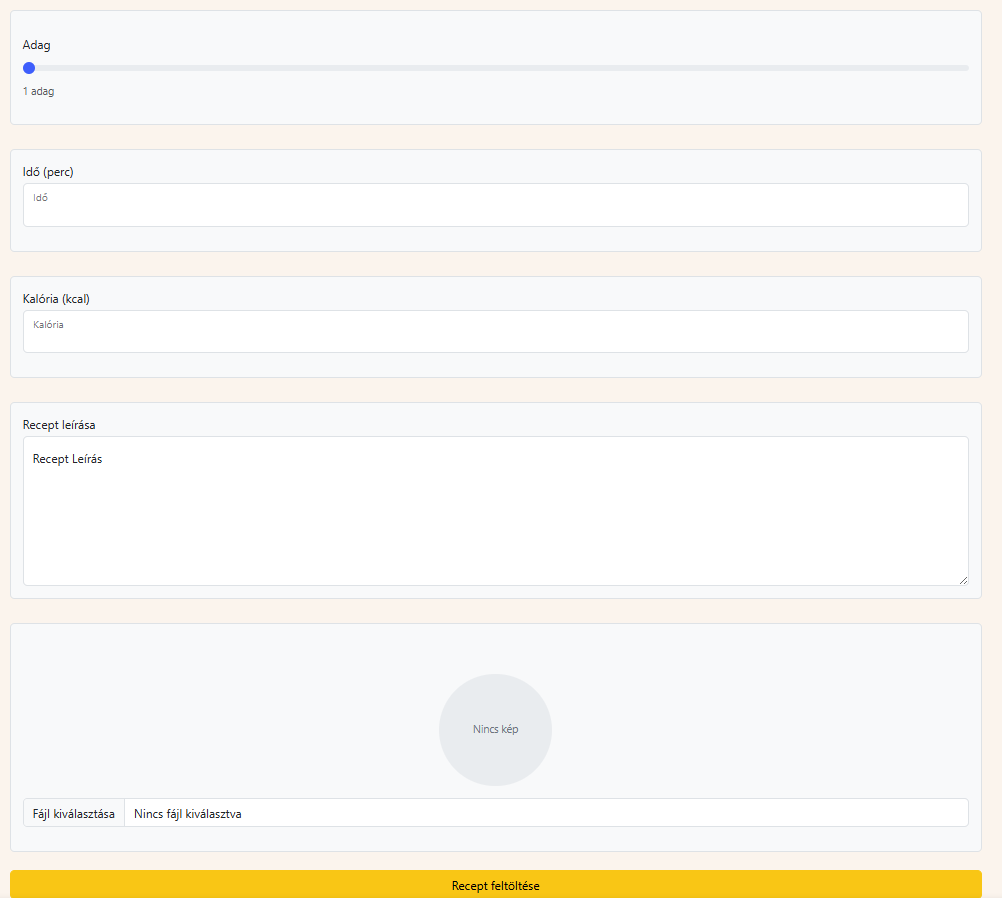 Adag
1 adag
Idő (perc)
Idő
Kalória (kcal)
Kalória
Recept leírása
Recept Leírás
Nincs kép
Fájl kiválasztása Nincs fájl kiválasztva
Recept feltöltése